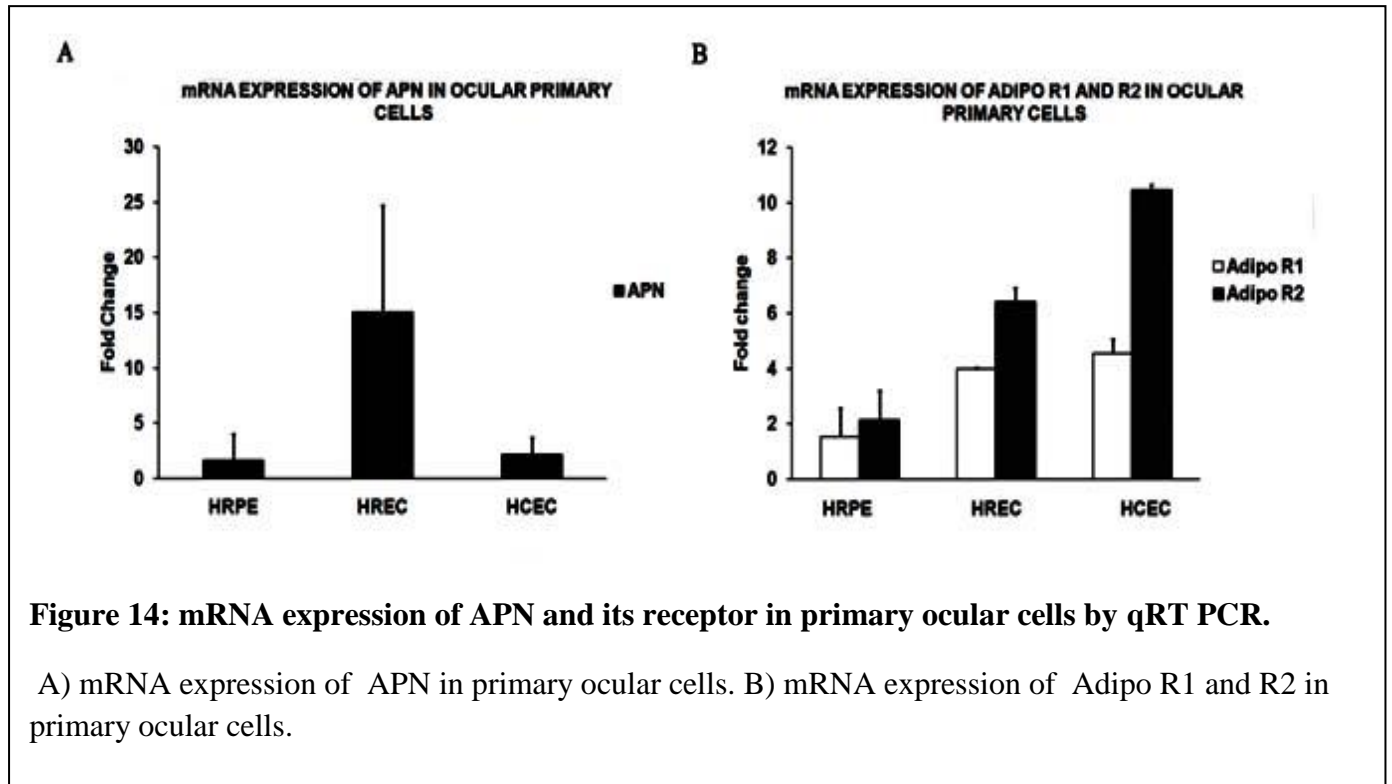 A
mRNA EXPRESSION OF APN IN OCULAR PRIMARY
CELLS
30
25
20
15
10
5
0
Fold Change
HRPE
HREC
HCEC
APN
B
mRNA EXPRESSION OF ADIPO R1 AND R2 IN OCULAR
PRIMARY CELLS
12
10
8
6
4
2
0
Fold change
HRPE
HREC
HCEC
Adipo R1
Adipo R2
Figure 14: mRNA expression of APN and its receptor in primary ocular cells by qRT PCR.
A) mRNA expression of APN in primary ocular cells. B) mRNA expression of Adipo R1 and R2 in
primary ocular cells.